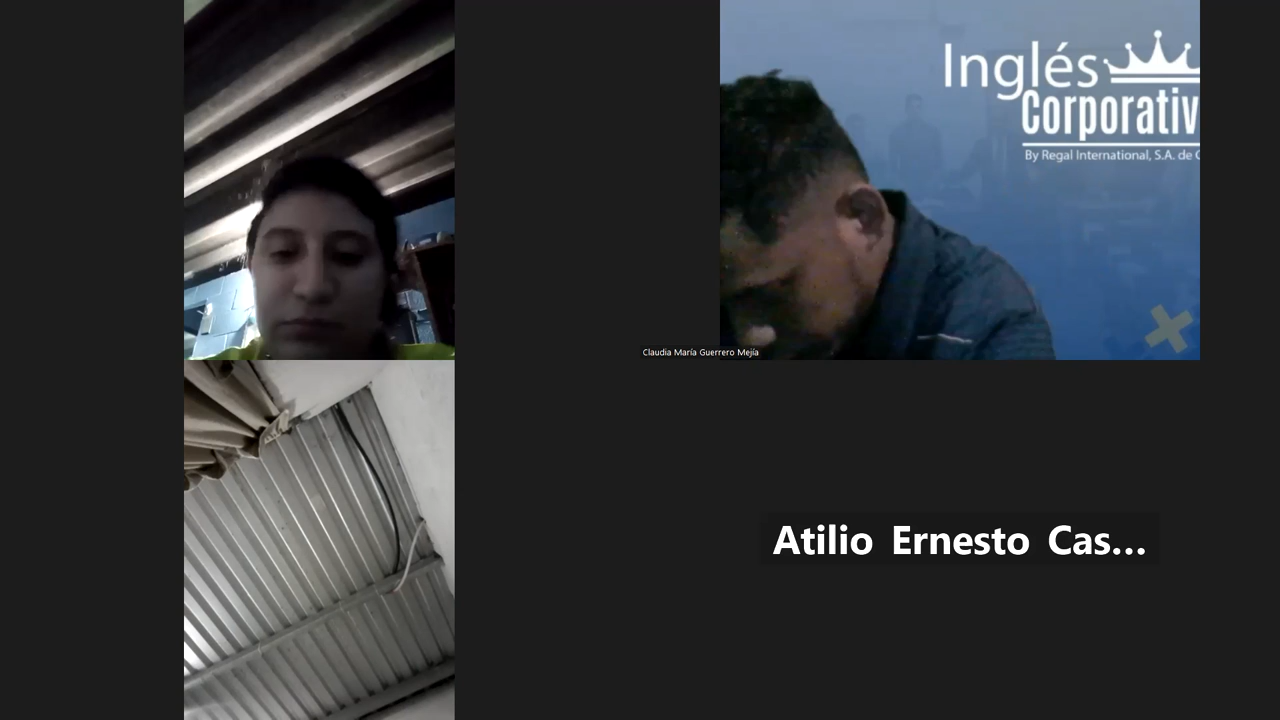 Inglés
Corporativ
By Regal International, S.A. de C
Claudia María Guerrero Mejía
Atilio Ernesto Cas...